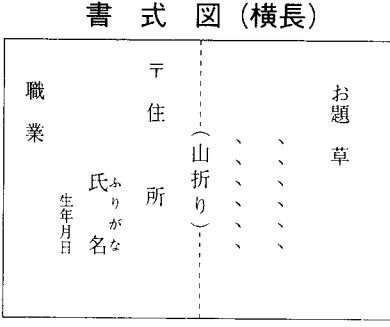 書式図(横長)
お題 草
、、、、、、
、、、、、、
(山折り)
〒住所
ふりがな
氏名
生年月日
職業